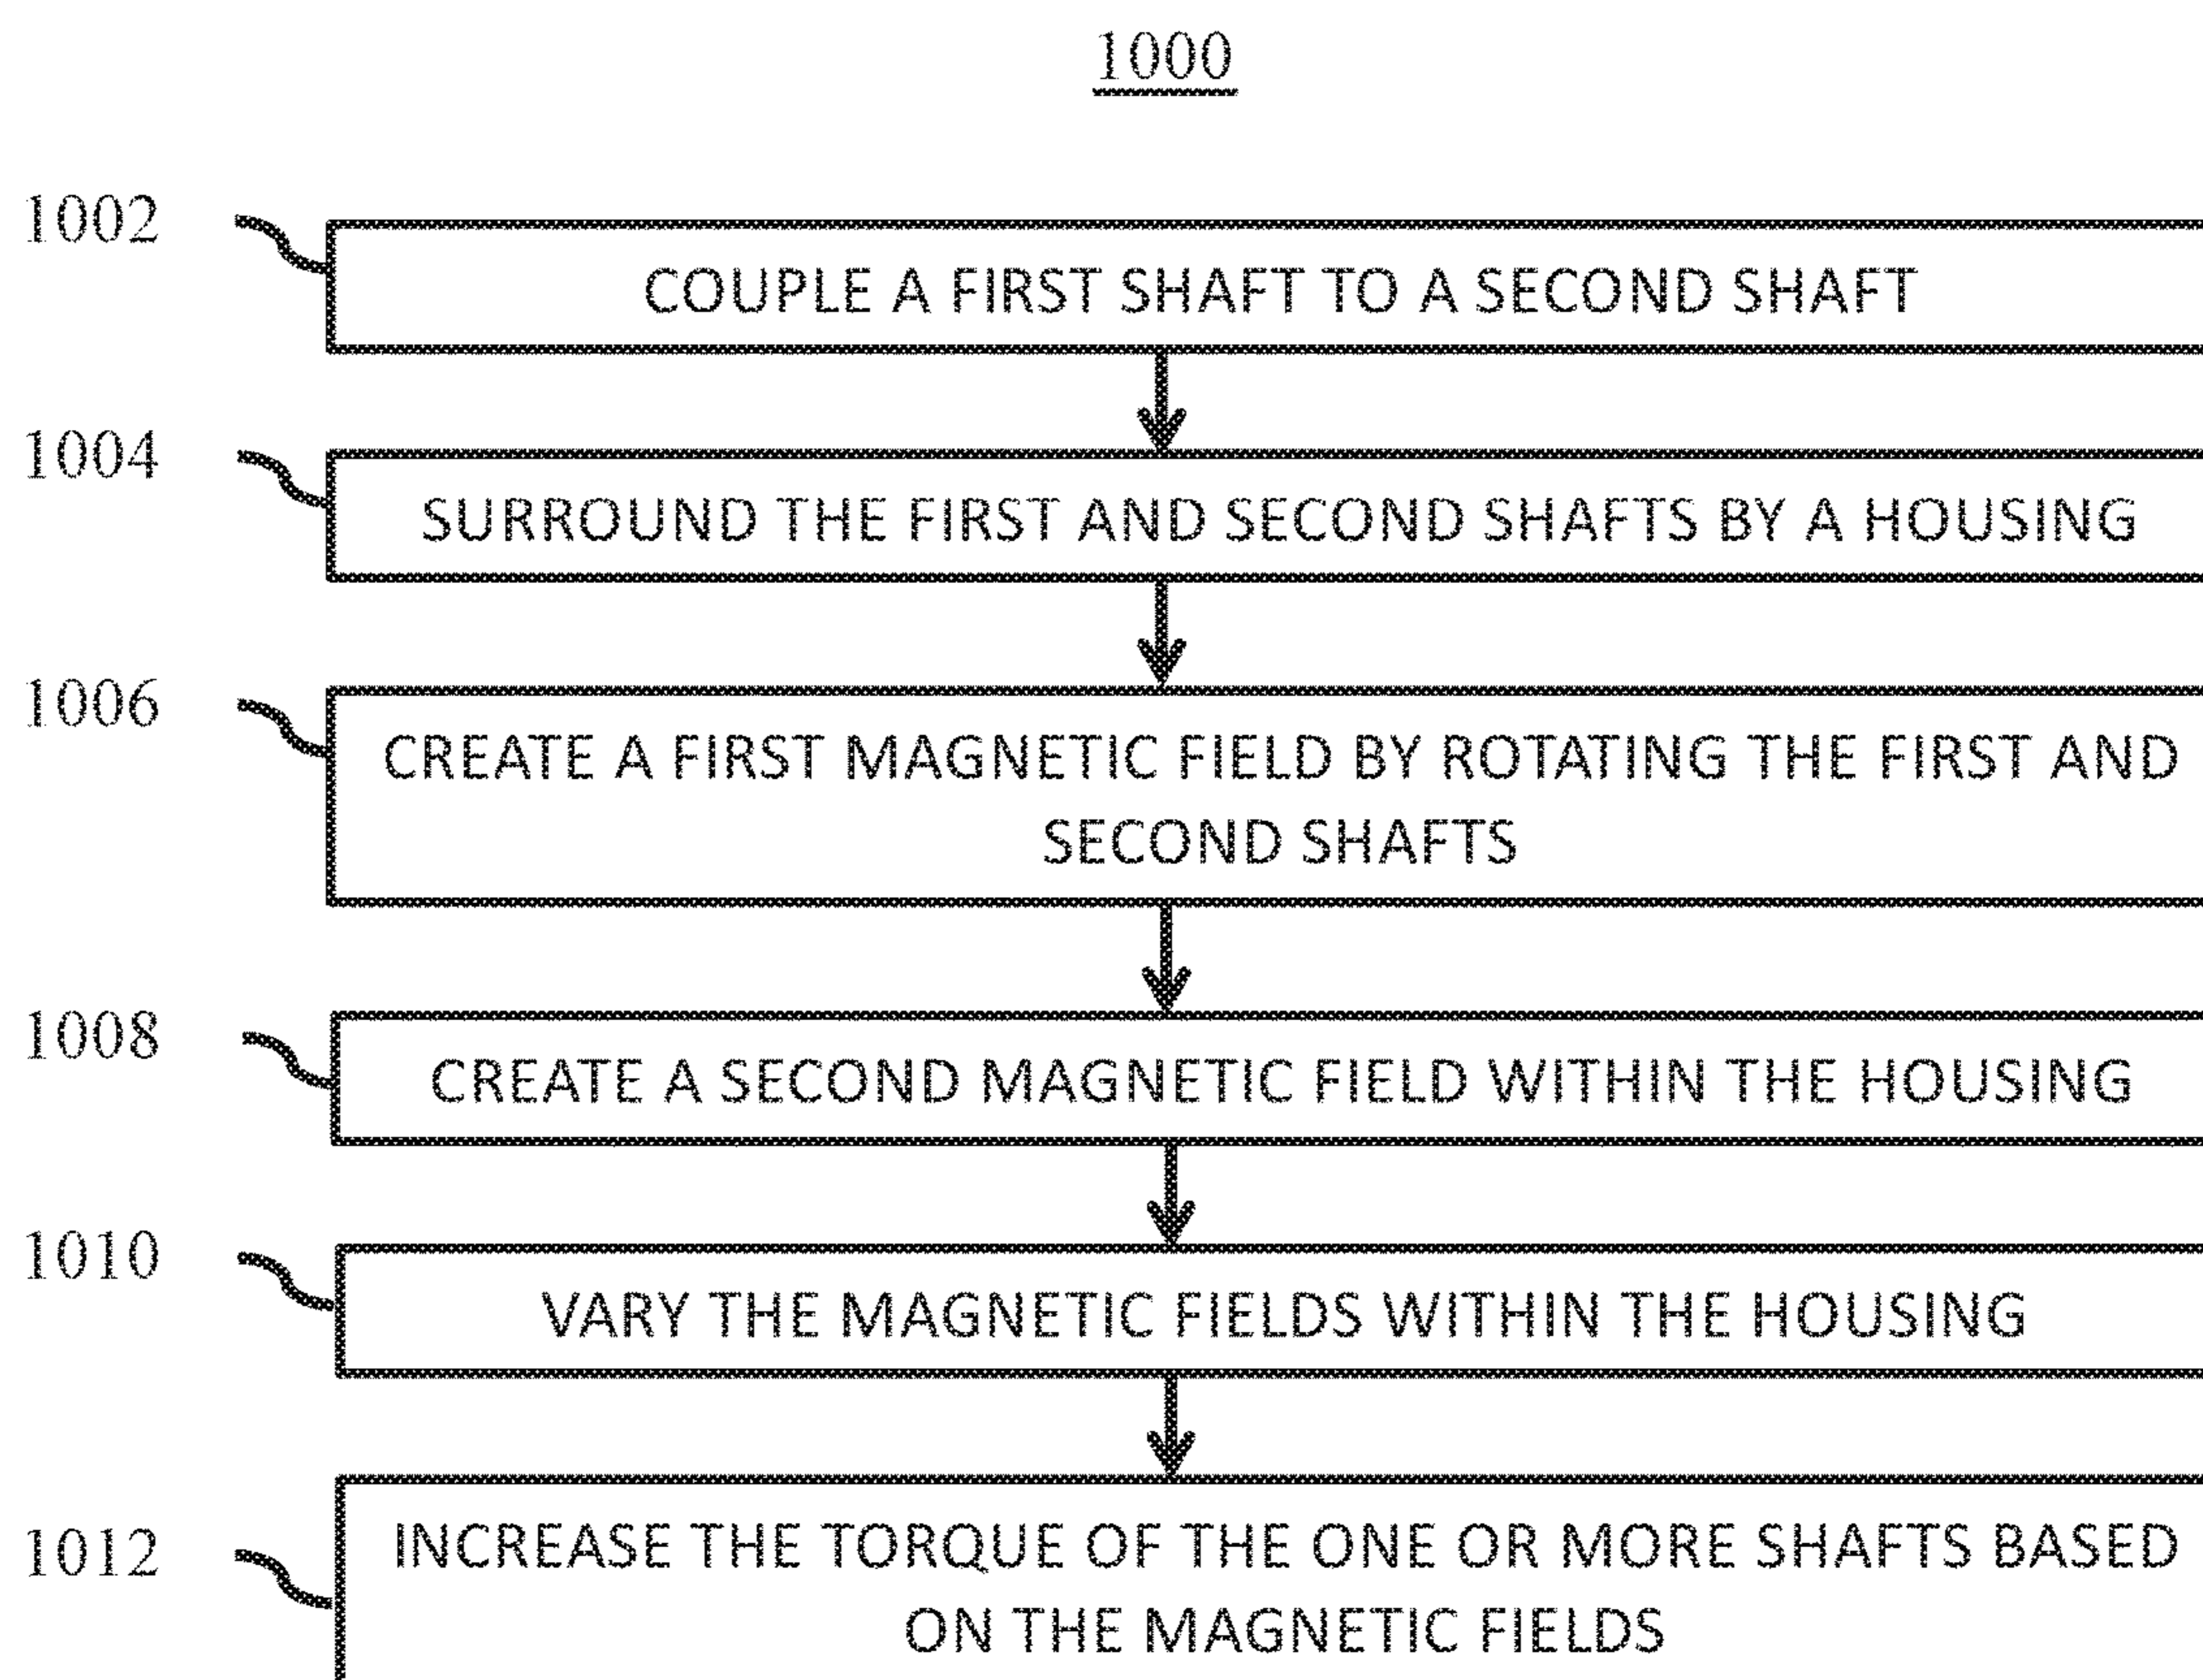 1000
1002
COUPLE A FIRST SHAFT TO A SECOND SHAFT
1004
SURROUND THE FIRST AND SECOND SHAFTS BY A HOUSING
1006
CREATE A FIRST MAGNETIC FIELD BY ROTATING THE FIRST AND
SECOND SHAFTS
1008
CREATE A SECOND MAGNETIC FIELD WITHIN THE HOUSING
1010
VARY THE MAGNETIC FIELDS WITHIN THE HOUSING
1012
INCREASE THE TORQUE OF THE ONE OR MORE SHAFTS BASED
ON THE MAGNETIC FIELDS